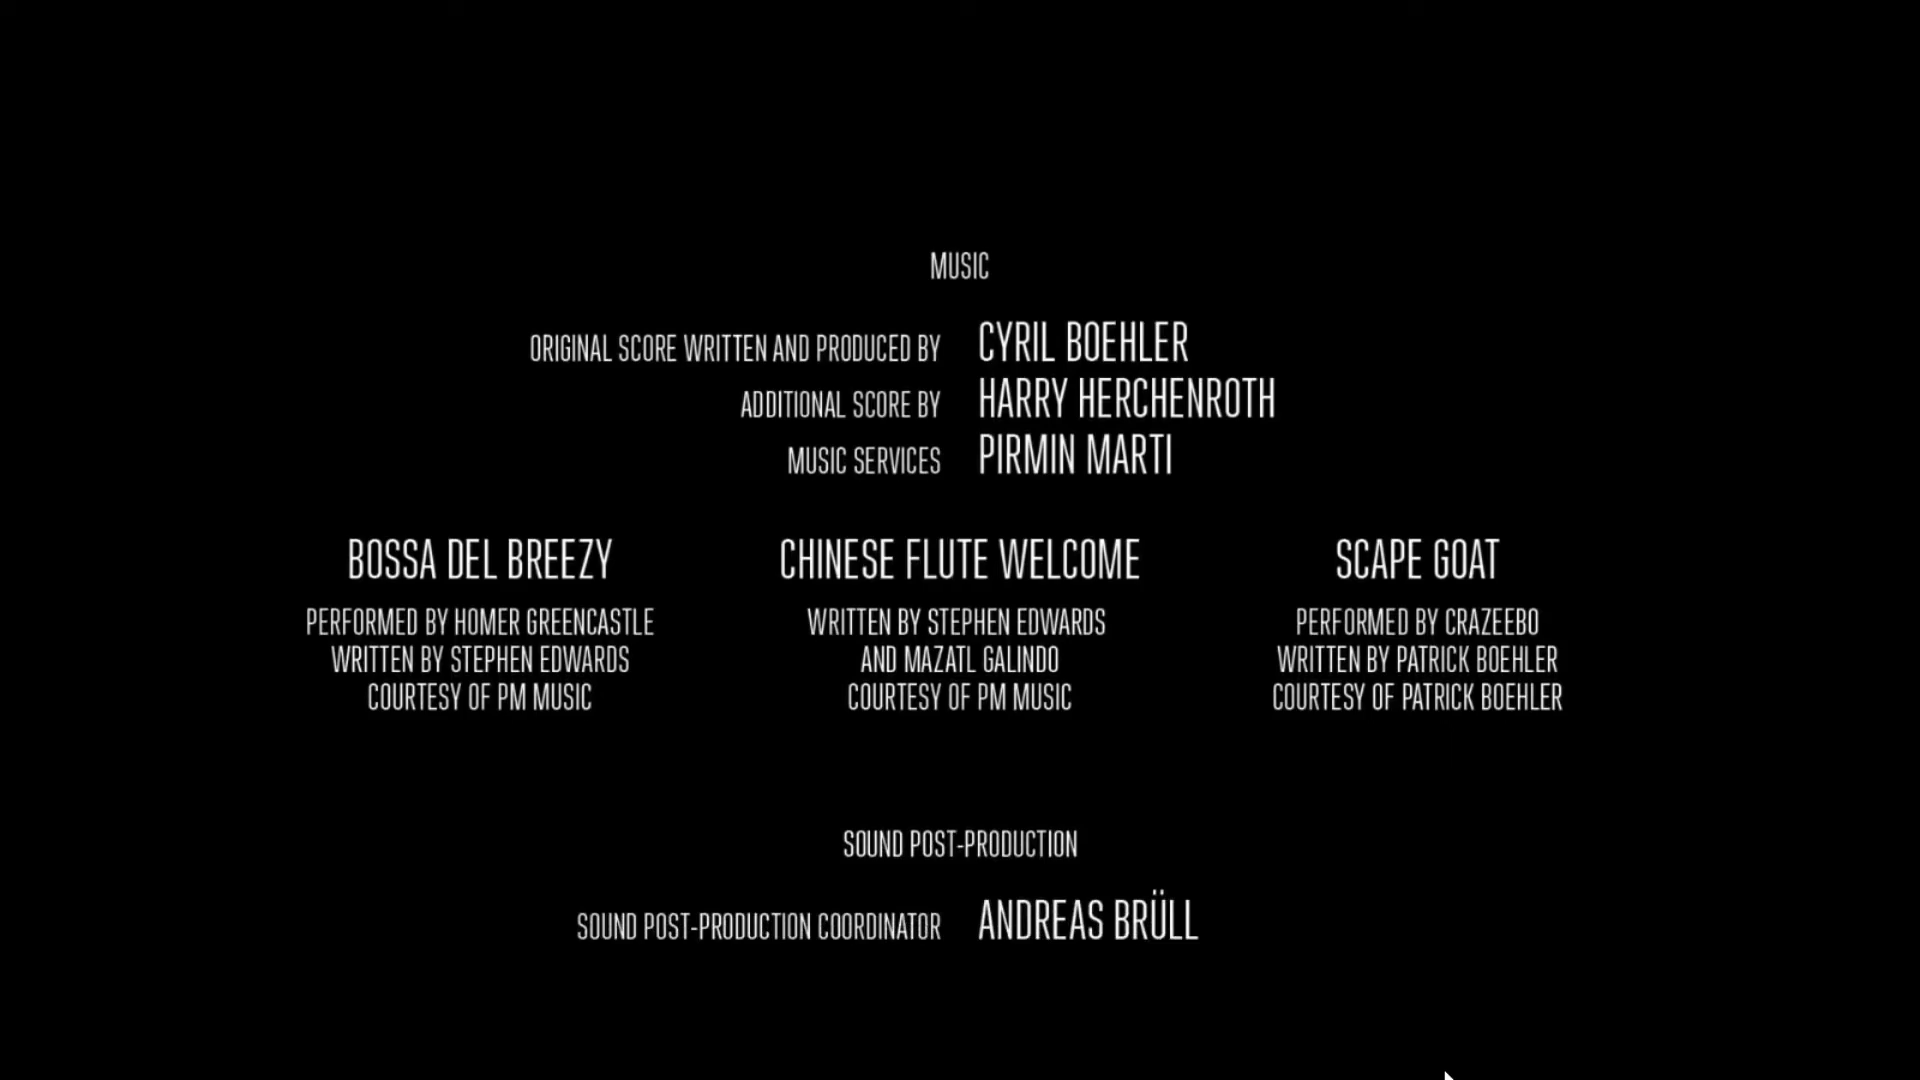 MUSIC
ORIGINAL SCORE WRITTEN AND PRODUCED BY CYRIL BOEHLER
ADDITIONAL SCORE BY HARRY HERCHENROTH
MUSIC SERVICES PIRMIN MARTI
BOSSA DEL BREEZY
PERFORMED BY HOMER GREENCASTLE
WRITTEN BY STEPHEN EDWARDS
COURTESY OF PM MUSIC
CHINESE FLUTE WELCOME
WRITTEN BY STEPHEN EDWARDS
AND MAZATL GALINDO
COURTESY OF PM MUSIC
SCAPE GOAT
PERFORMED BY CRAZEEBO
WRITTEN BY PATRICK BOEHLER
COURTESY OF PATRICK BOEHLER
SOUND POST-PRODUCTION
SOUND POST-PRODUCTION COORDINATOR ANDREAS BRÜLL